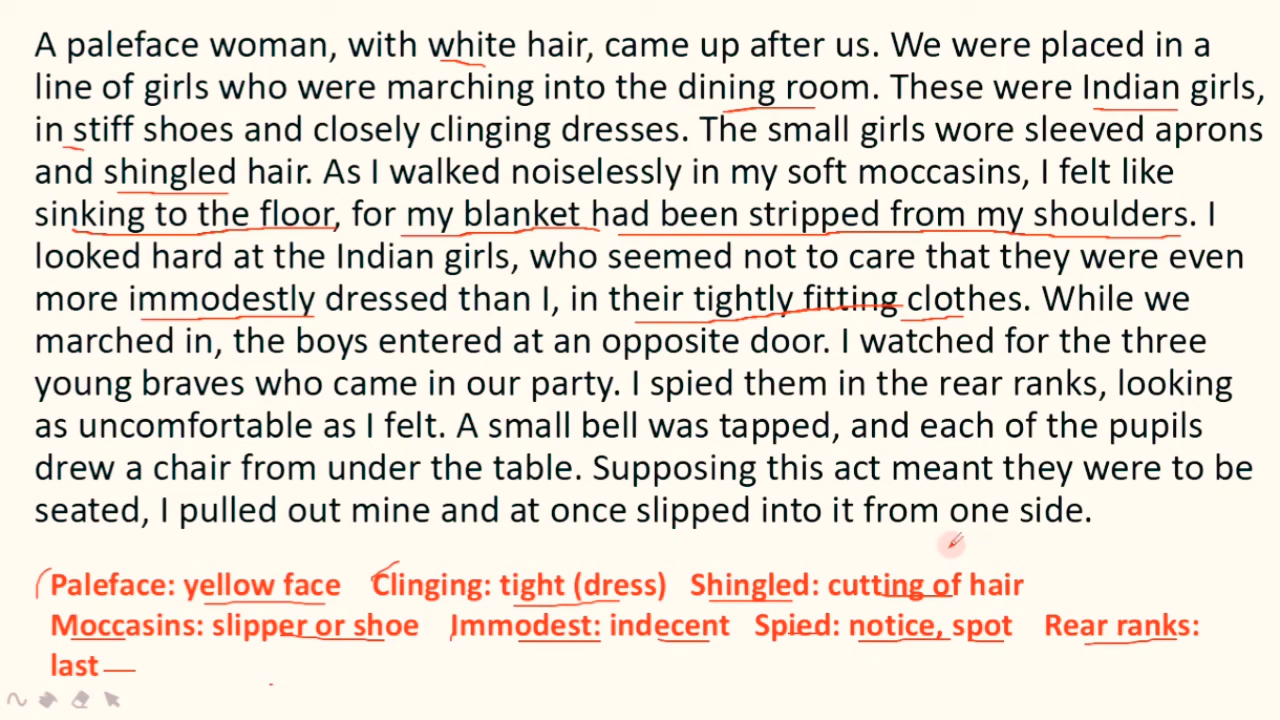 A paleface woman, with white hair, came up after us. We were placed in a
line of girls who were marching into the dining room. These were Indian girls,
in stiff shoes and closely clinging dresses. The small girls wore sleeved aprons
and shingled hair. As I walked noiselessly in my soft moccasins, I felt like
sinking to the floor, for my blanket had been stripped from my shoulders. I
looked hard at the Indian girls, who seemed not to care that they were even
more immodestly dressed than I, in their tightly fitting clothes. While we
marched in, the boys entered at an opposite door. I watched for the three
young braves who came in our party. I spied them in the rear ranks, looking
as uncomfortable as I felt. A small bell was tapped, and each of the pupils
drew a chair from under the table. Supposing this act meant they were to be
seated, I pulled out mine and at once slipped into it from one side.
Paleface: yellow face Clinging: tight (dress) Shingled: cutting of hair
Moccasins: slipper or shoe Immodest: indecent Spied: notice, spot Rear ranks:
last